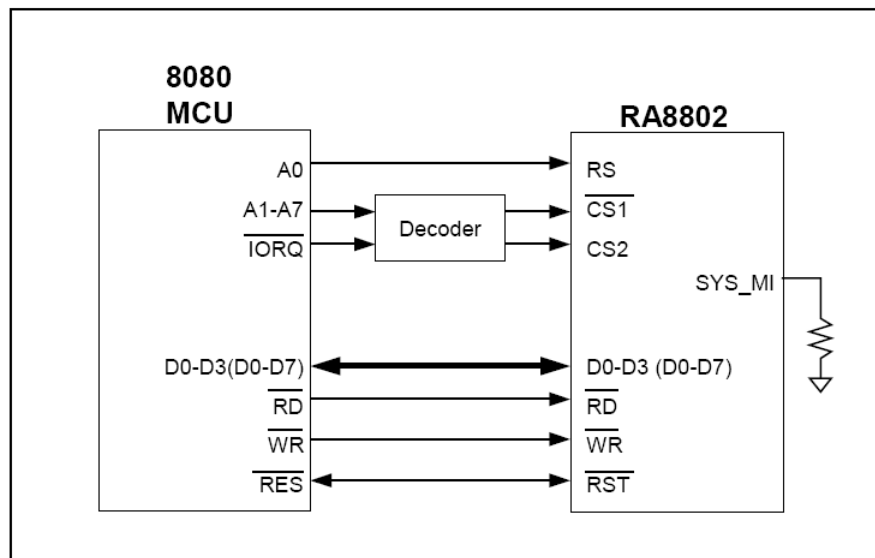 8080
MCU
RA8802
A0
RS
A1-A7
Decoder
CS1
IORQ
CS2
SYS_MI
D0-D3(D0-D7)
D0-D3 (D0-D7)
RD
RD
WR
WR
RES
RST